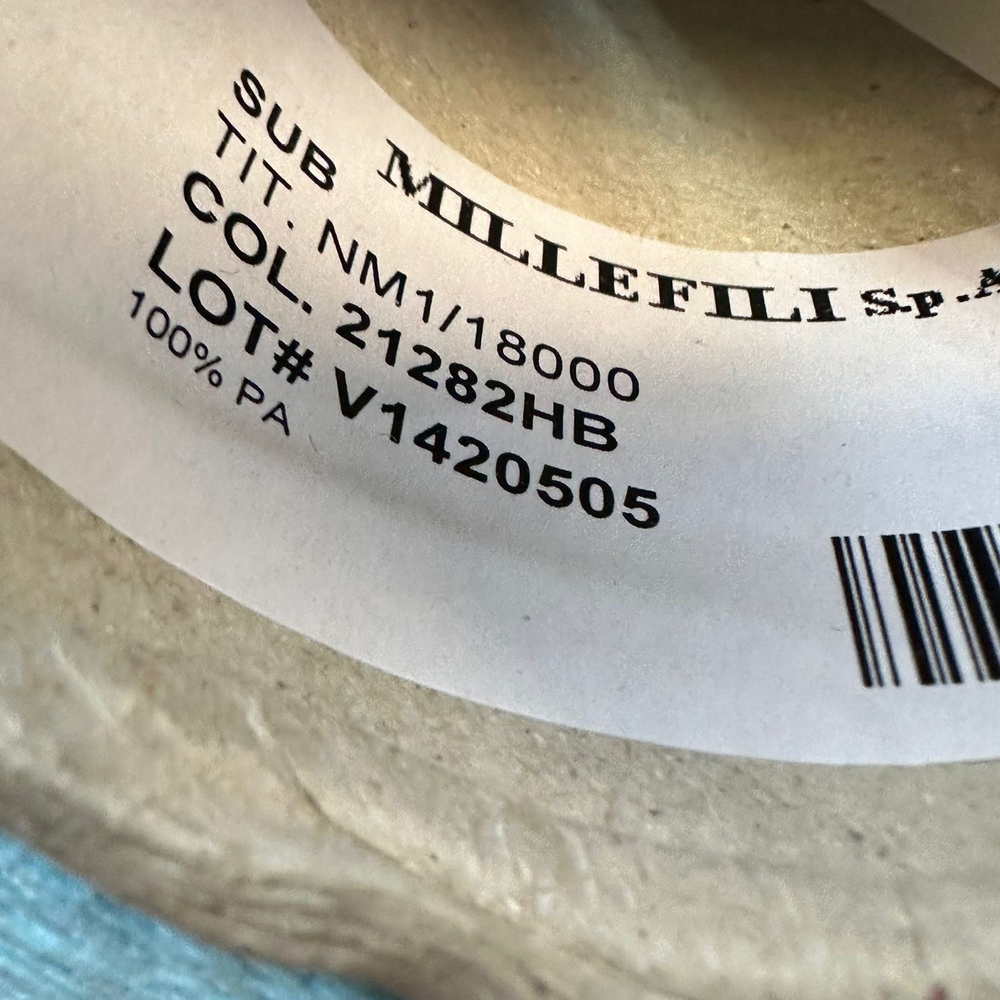 MILLEFILI S.p.A
SUB
TIT. NM1/18000
COL. 21282HB
LOT# V1420505
100% PA